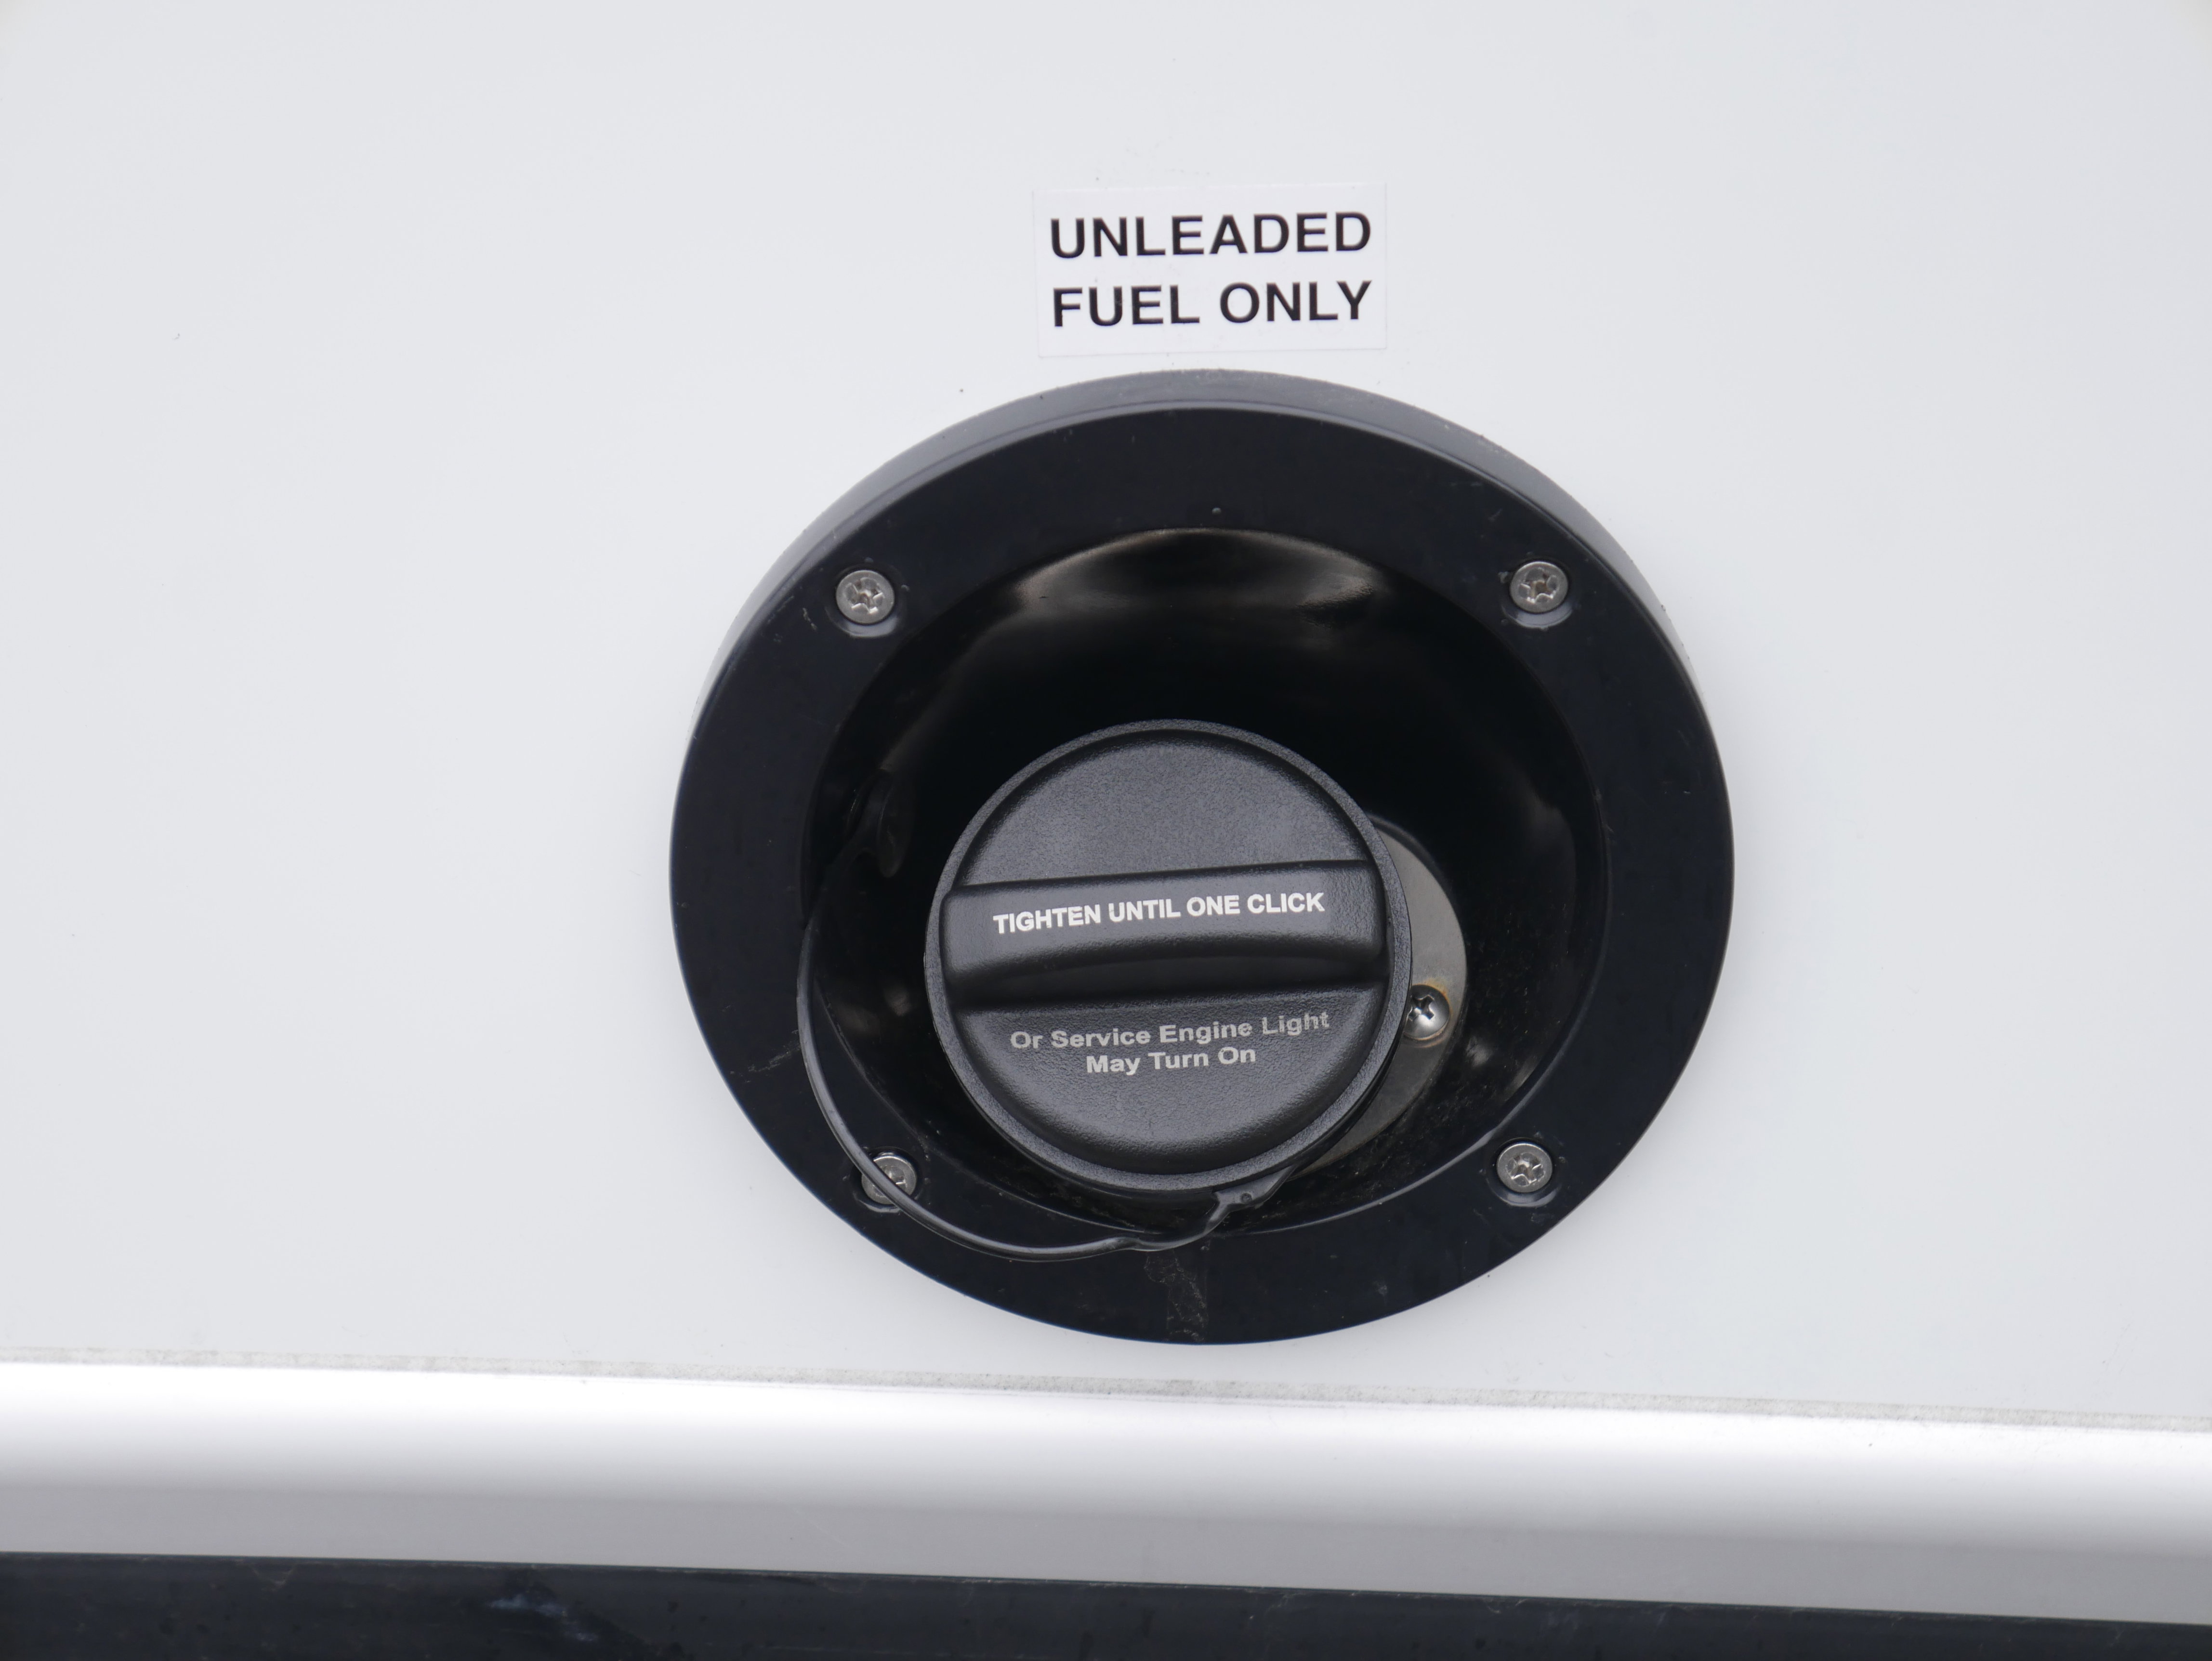 UNLEADED
FUEL ONLY
TIGHTEN UNTIL ONE CLICK
Or Service Engine Light
May Turn On